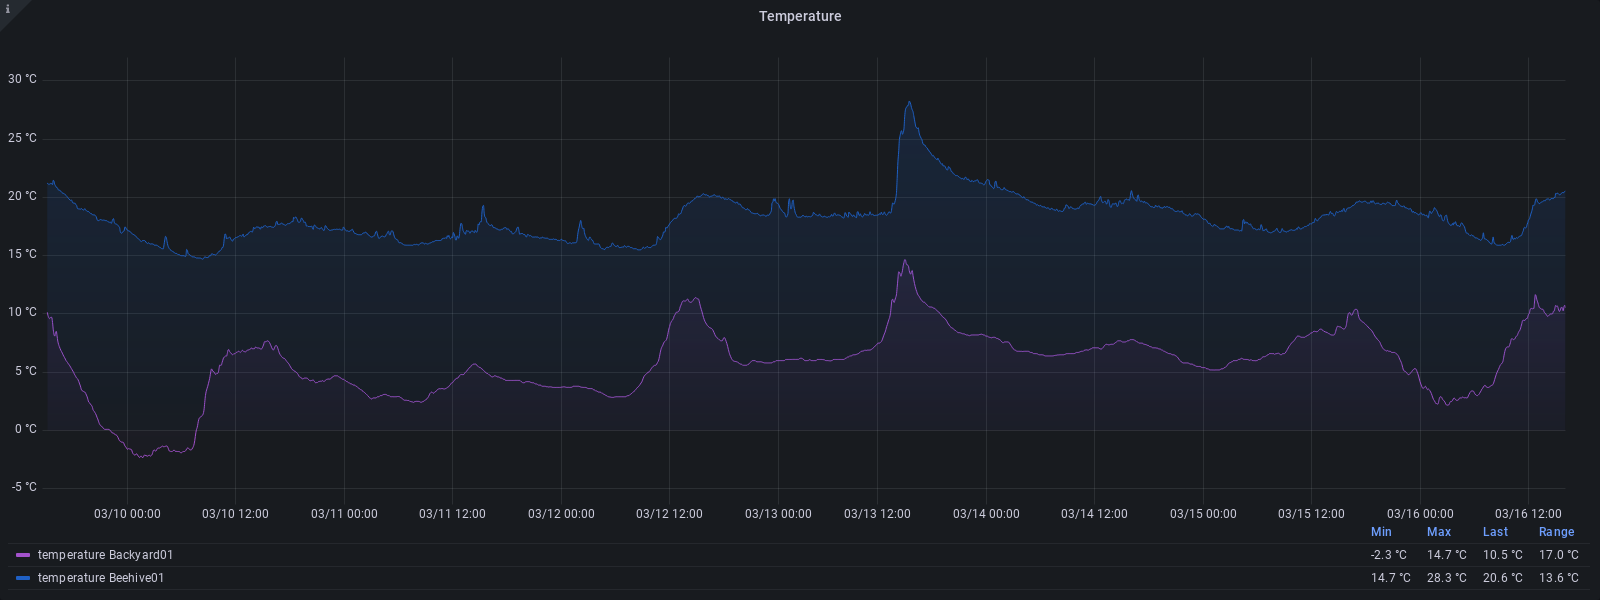 i
Temperature
30 °C
25 °C
20 °C
15 °C
10 °C
5 °C
0 °C
-5 °C
03/10 00:00 03/10 12:00 03/11 00:00 03/11 12:00 03/12 00:00 03/12 12:00 03/13 00:00 03/13 12:00 03/14 00:00 03/14 12:00 03/15 00:00 03/15 12:00 03/16 00:00 03/16 12:00
Min Max Last Range
temperature Backyard01 -2.3 °C 14.7 °C 10.5 °C 17.0 °C
temperature Beehive01 14.7 °C 28.3 °C 20.6 °C 13.6 °C